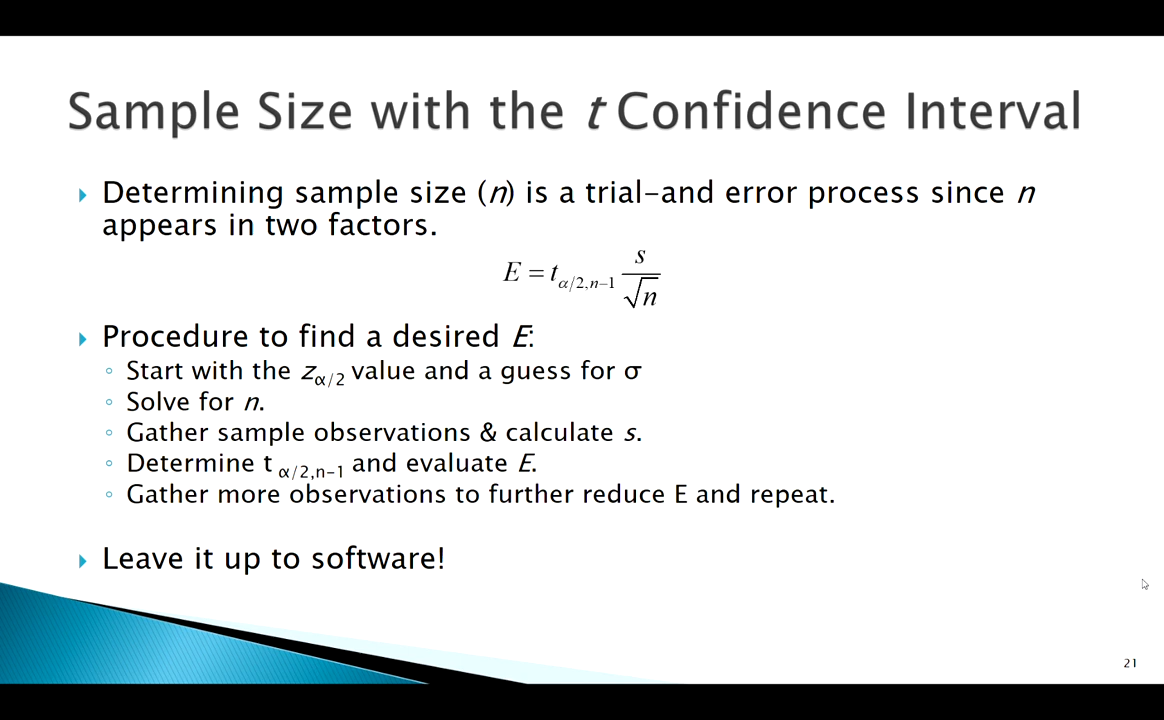 Sample Size with the t Confidence Interval
Determining sample size (n) is a trial-and error process since n
appears in two factors.
E = t_{α/2,n−1} s/√n
Procedure to find a desired E:
Start with the z_{α/2} value and a guess for σ
Solve for n.
Gather sample observations & calculate s.
Determine t _{α/2,n-1} and evaluate E.
Gather more observations to further reduce E and repeat.
Leave it up to software!
21